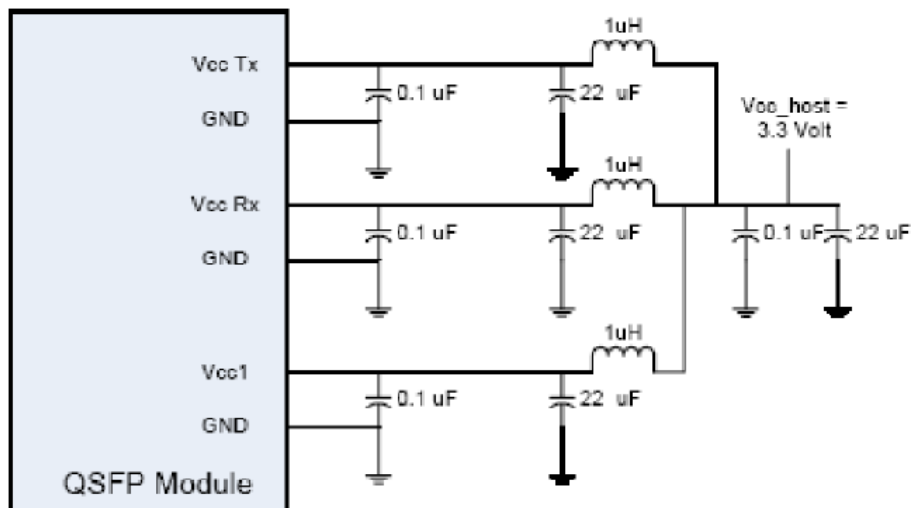 1uH
Vcc Tx
0.1 uF
22 uF
GND
Vcc_host =
3.3 Volt
1uH
Vcc Rx
0.1 uF
22 uF
0.1 uF
22 uF
GND
1uH
Vcc1
0.1 uF
22 uF
GND
QSFP Module